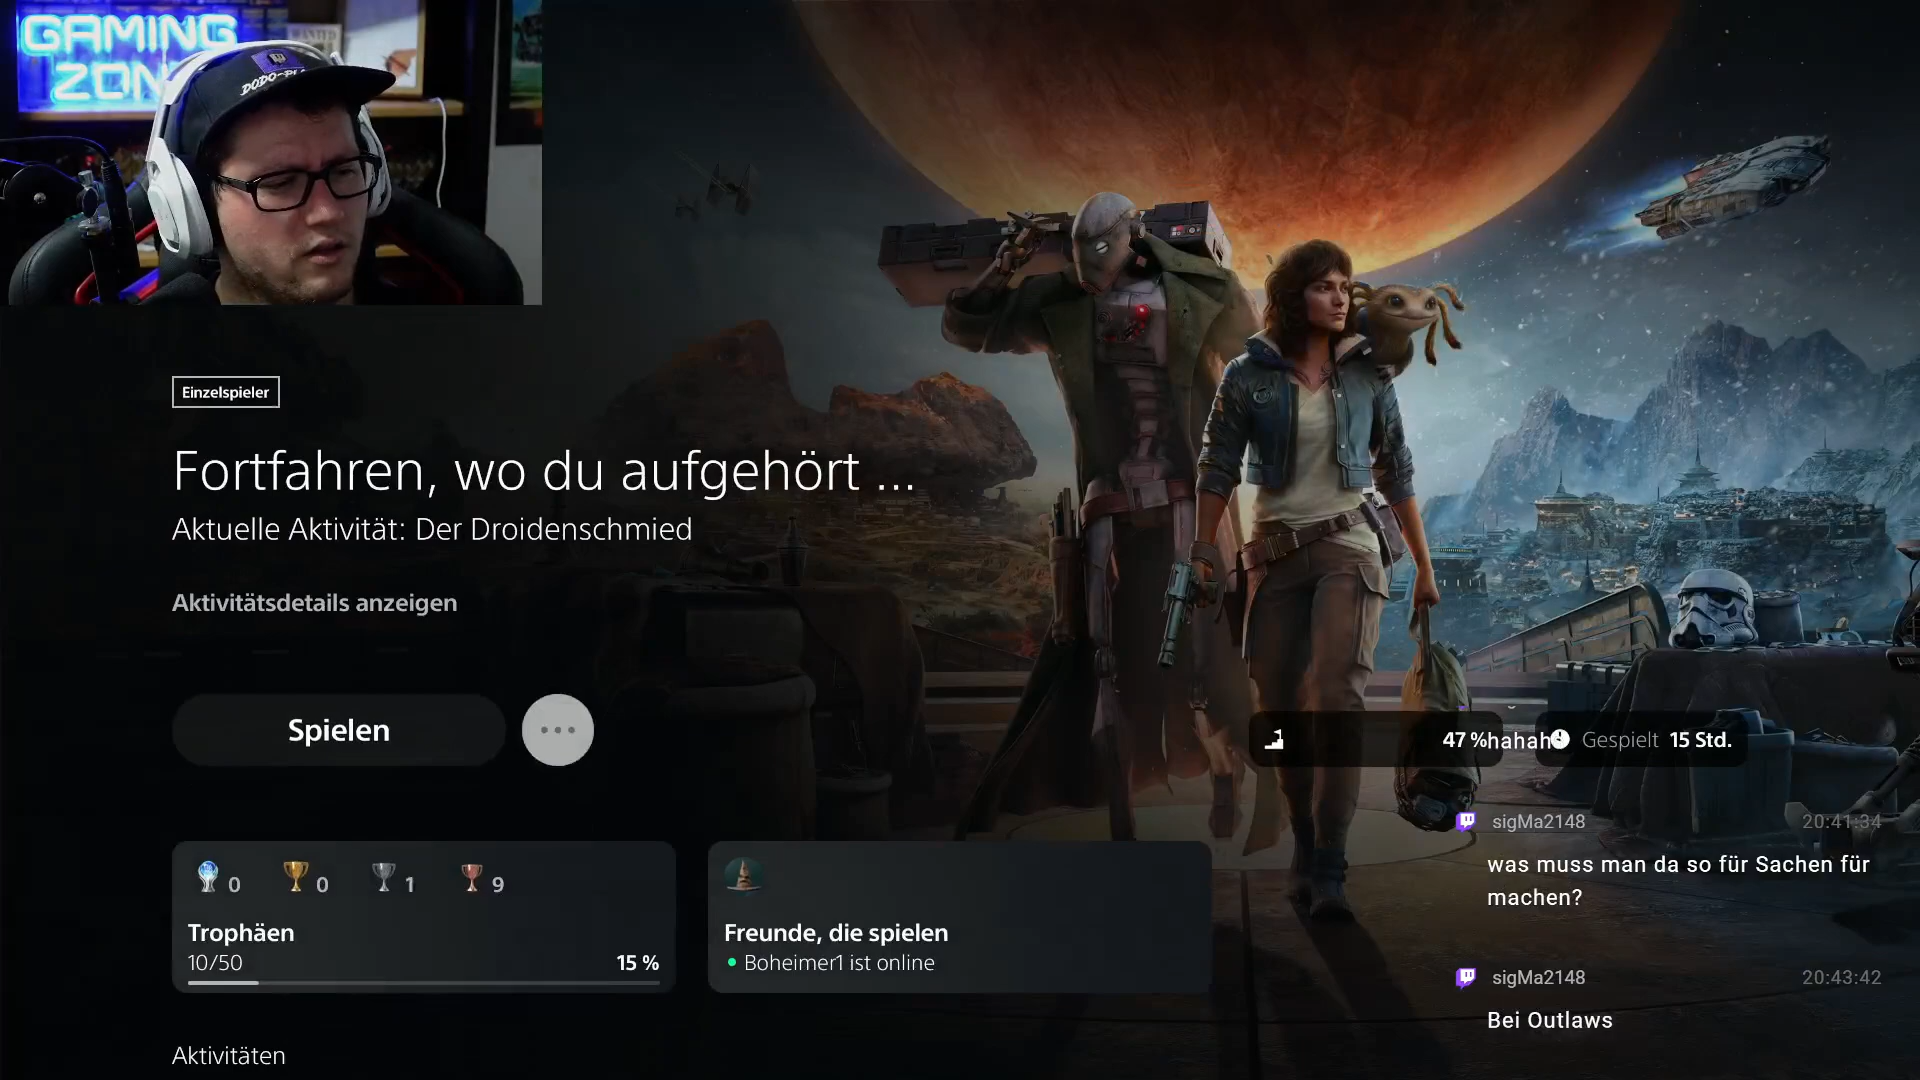 GAMING
ZON
WANTED
Einzelspieler
Fortfahren, wo du aufgehört ...
Aktuelle Aktivität: Der Droidenschmied
Aktivitätsdetails anzeigen
Spielen
47 %
hahah
Gespielt 15 Std.
0 0 1 9
Trophäen
10/50 15 %
Freunde, die spielen
Boheimer1 ist online
sigMa2148 20:41:34
was muss man da so für Sachen für
machen?
sigMa2148 20:43:42
Bei Outlaws
Aktivitäten